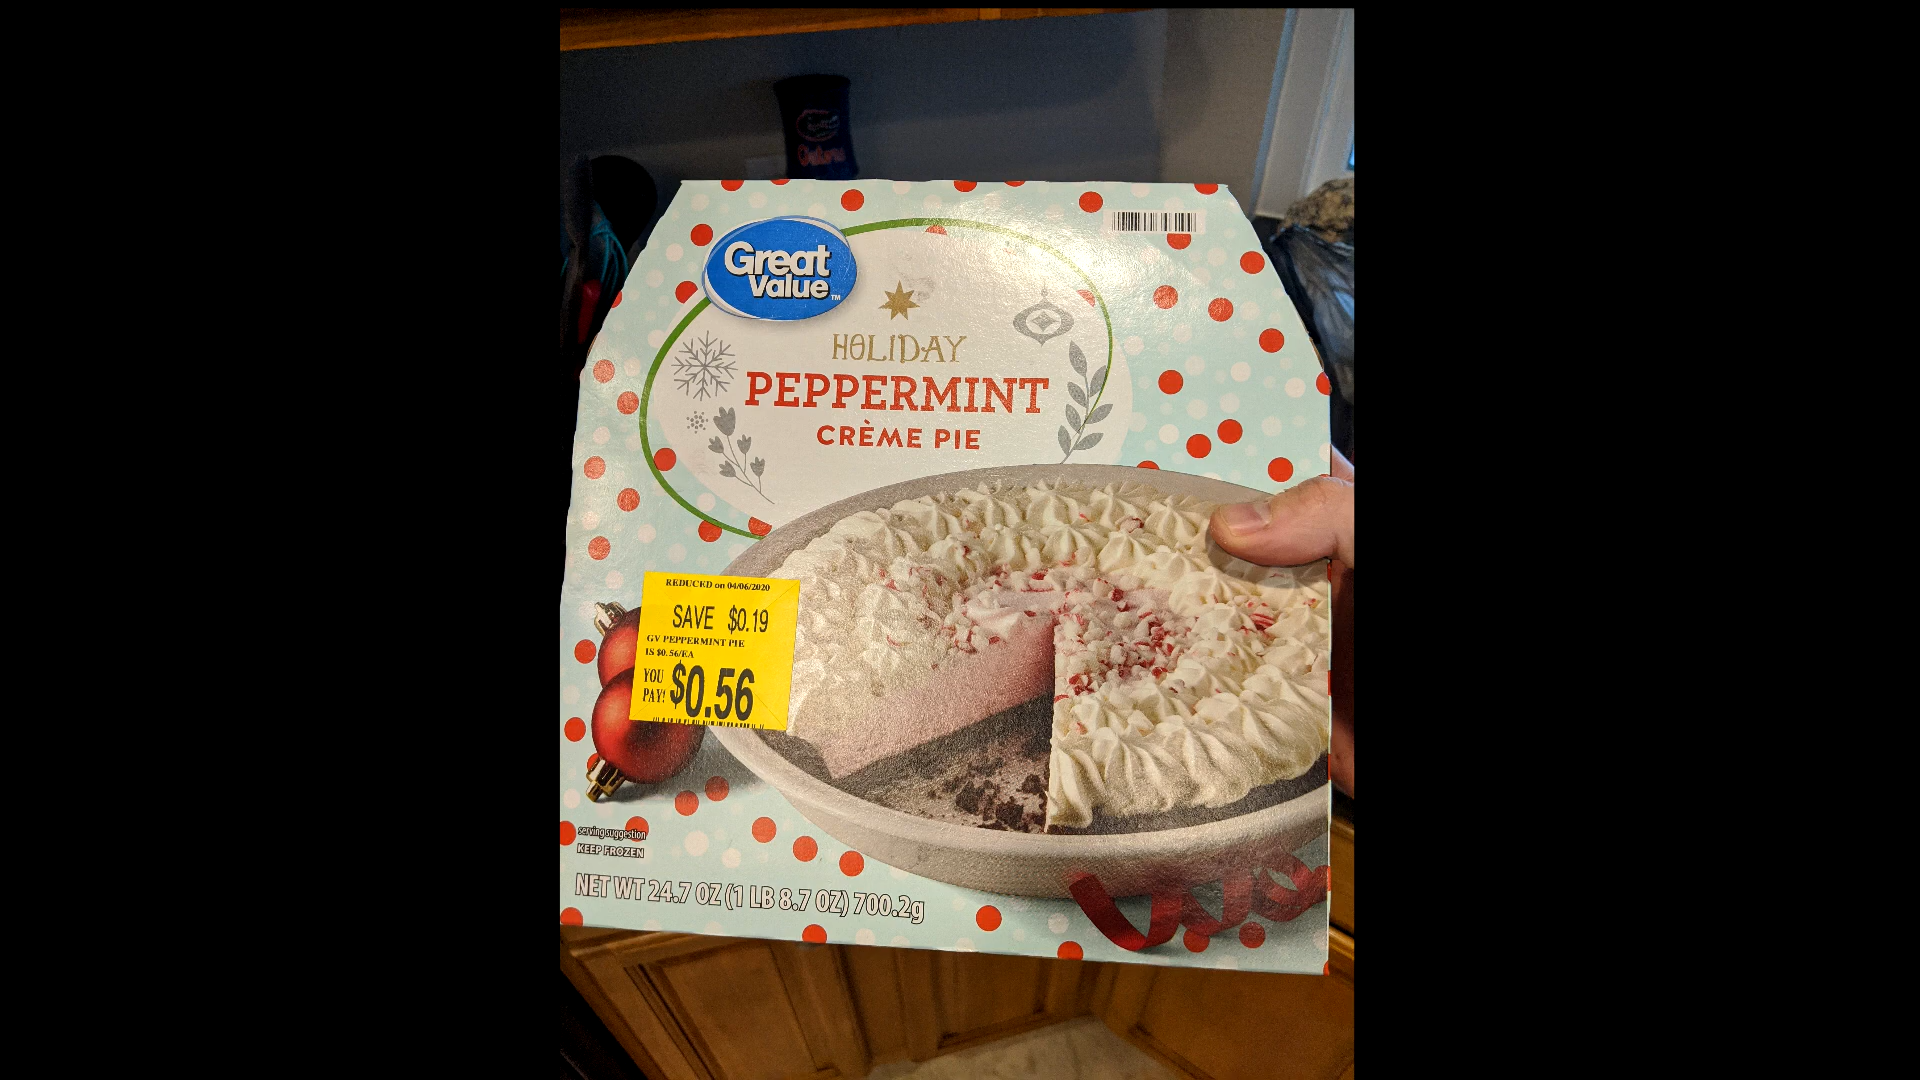 Great
Value
TM
HOLIDAY
PEPPERMINT
CRÈME PIE
REDUCED on 04/06/2020
SAVE $0.19
GV PEPPERMINT PIE
IS $0.56/EA
YOU
PAY! $0.56
serving suggestion
KEEP FROZEN
NET WT 24.7 OZ (1 LB 8.7 OZ) 700.2g